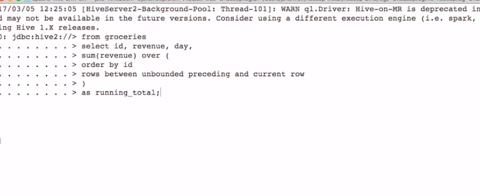 17/03/05 12:25:05 [HiveServer2-Background-Pool: Thread-101]: WARN ql.Driver: Hive-on-MR is deprecated in
d may not be available in the future versions. Consider using a different execution engine (i.e. spark,
ing Hive 1.X releases.
0: jdbc:hive2://> from groceries
. . . . . . . . > select id, revenue, day,
. . . . . . . . > sum(revenue) over (
. . . . . . . . > order by id
. . . . . . . . > rows between unbounded preceding and current row
. . . . . . . . > )
. . . . . . . . > as running_total;